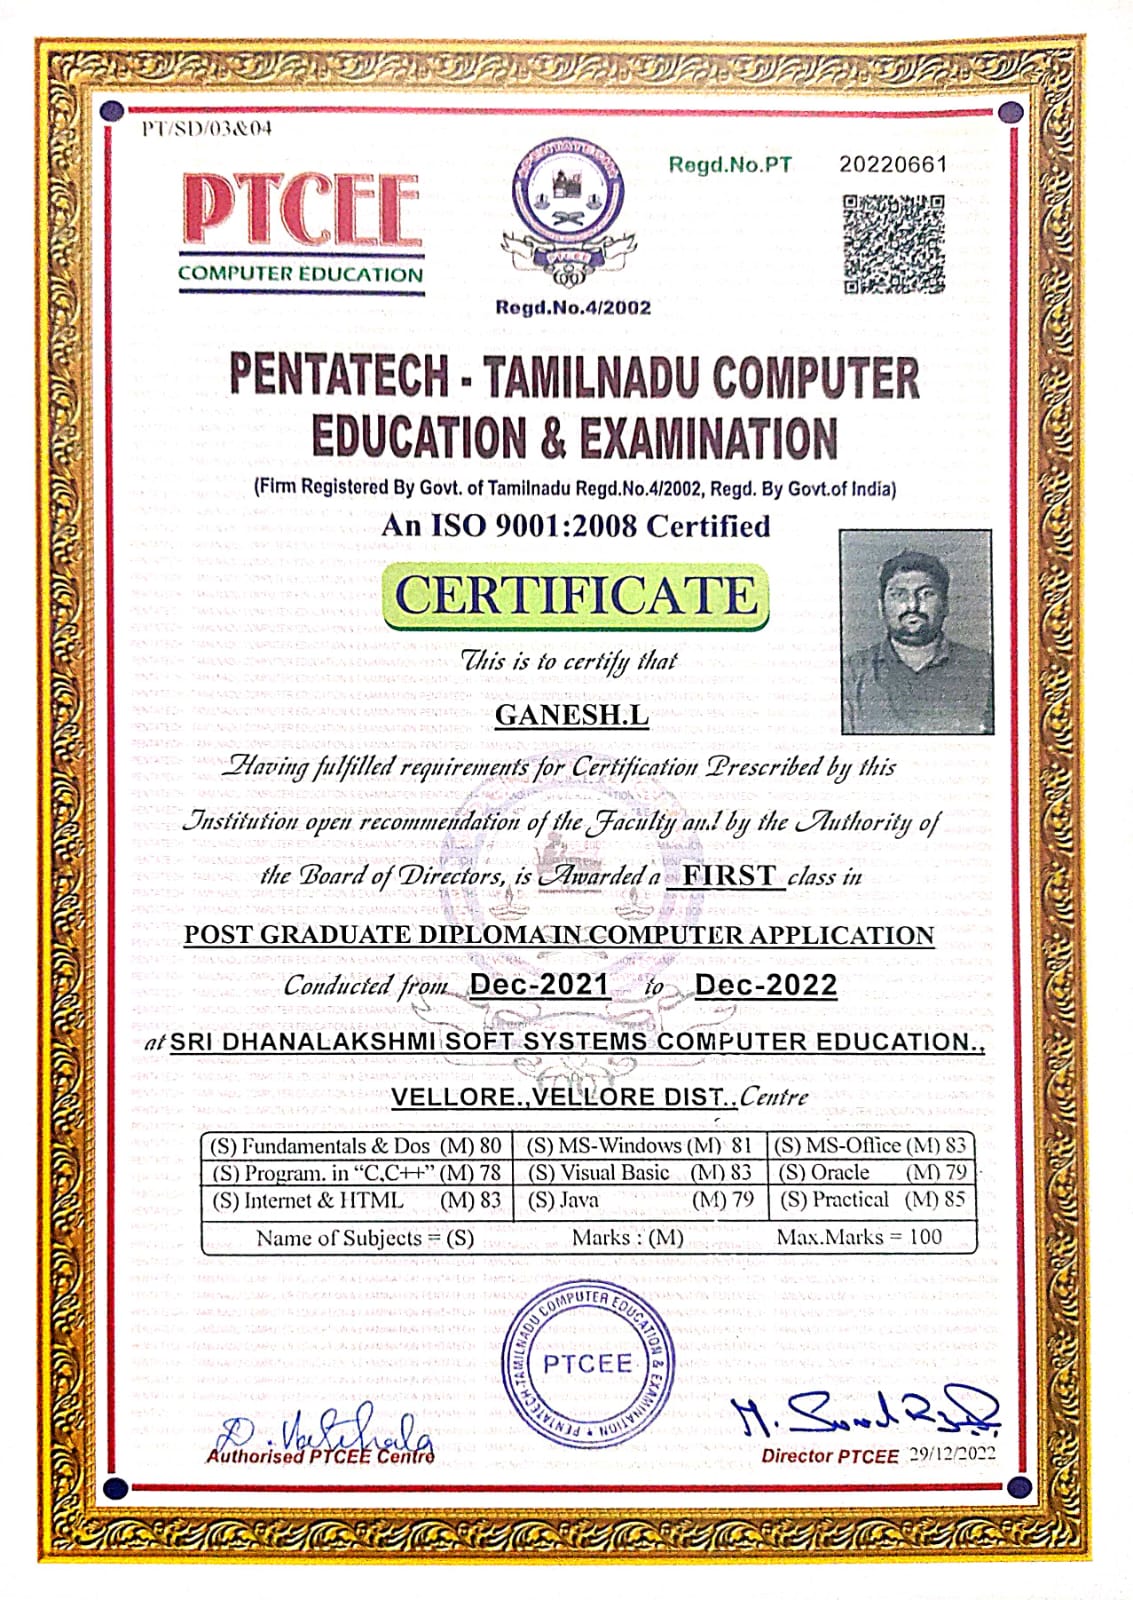 PT/SD/03&04
PTCEE
COMPUTER EDUCATION
PENTATECH
PTCEE
Regd.No.4/2002
Regd.No.PT 20220661
PENTATECH - TAMILNADU COMPUTER
EDUCATION & EXAMINATION
(Firm Registered By Govt. of Tamilnadu Regd.No.4/2002, Regd. By Govt.of India)
An ISO 9001:2008 Certified
CERTIFICATE
This is to certify that
GANESH.L
Having fulfilled requirements for Certification Prescribed by this
Institution open recommendation of the Faculty and by the Authority of
the Board of Directors, is Awarded a FIRST class in
POST GRADUATE DIPLOMA IN COMPUTER APPLICATION
Conducted from Dec-2021 to Dec-2022
at SRI DHANALAKSHMI SOFT SYSTEMS COMPUTER EDUCATION.,
VELLORE.,VELLORE DIST., Centre
(S) Fundamentals & Dos (M) 80 (S) MS-Windows (M) 81 (S) MS-Office (M) 83
(S) Program. in “C,C++” (M) 78 (S) Visual Basic (M) 83 (S) Oracle (M) 79
(S) Internet & HTML (M) 83 (S) Java (M) 79 (S) Practical (M) 85
Name of Subjects = (S) Marks : (M) Max.Marks = 100
PENTATECH-TAMILNADU COMPUTER EDUCATION & EXAMINATION
PTCEE
Authorised PTCEE Centre
Director PTCEE 29/12/2022